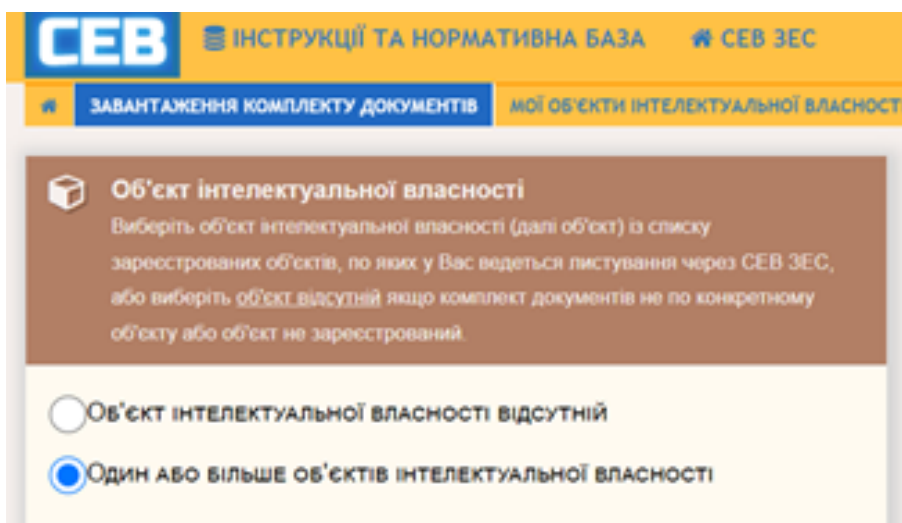 СЕВ ІНСТРУКЦІЇ ТА НОРМАТИВНА БАЗА СЕВ ЗЕС
ЗАВАНТАЖЕННЯ КОМПЛЕКТУ ДОКУМЕНТІВ МОЇ ОБ'ЄКТИ ІНТЕЛЕКТУАЛЬНОЇ ВЛАСНОСТ
Об'єкт інтелектуальної власності
Виберіть об'єкт інтелектуальної власності (далі об'єкт) із списку
зареєстрованих об'єктів, по яких у Вас ведеться листування через СЕВ ЗЕС,
або виберіть об'єкт відсутній якщо комплект документів не по конкретному
об'єкту або об'єкт не зареєстрований.
Об'єкт інтелектуальної власності відсутній
Один або більше об'єктів інтелектуальної власності